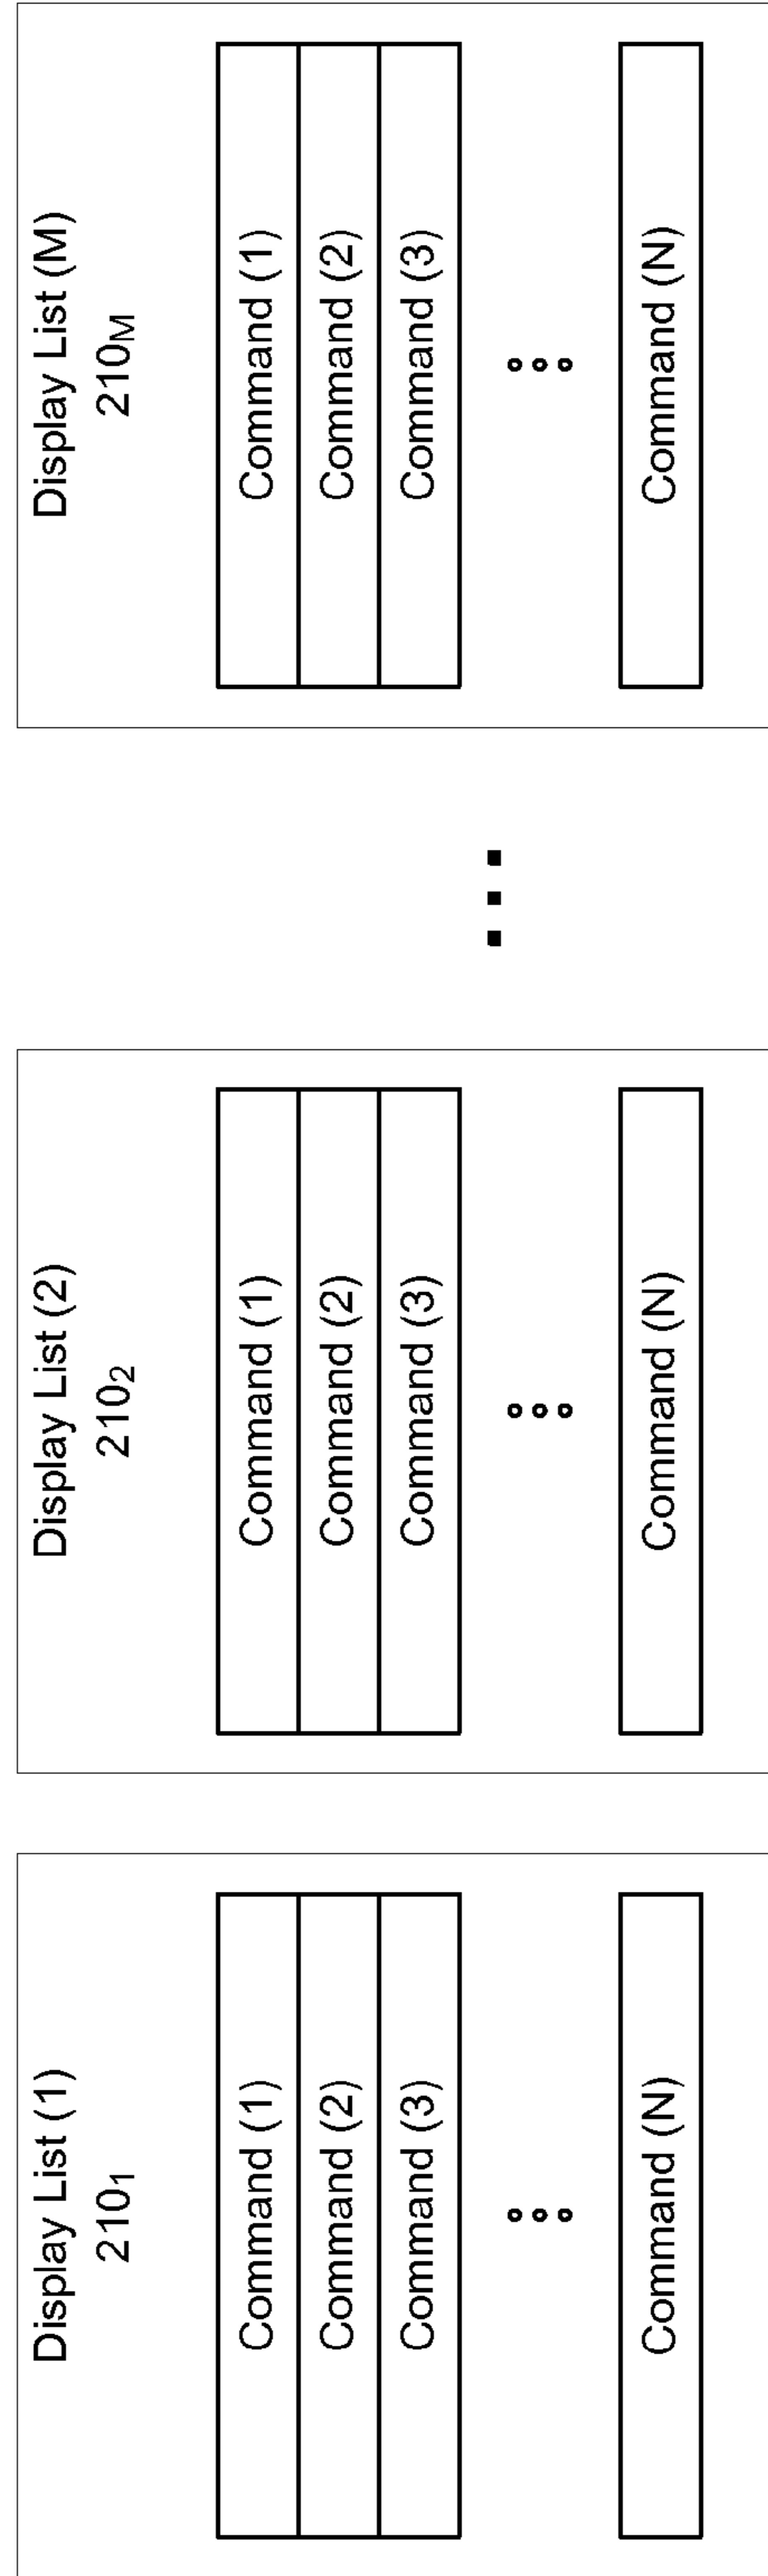 Display List (1)
210₁
Command (1)
Command (2)
Command (3)
Command (N)
Display List (2)
210₂
Command (1)
Command (2)
Command (3)
Command (N)
Display List (M)
210M
Command (1)
Command (2)
Command (3)
Command (N)